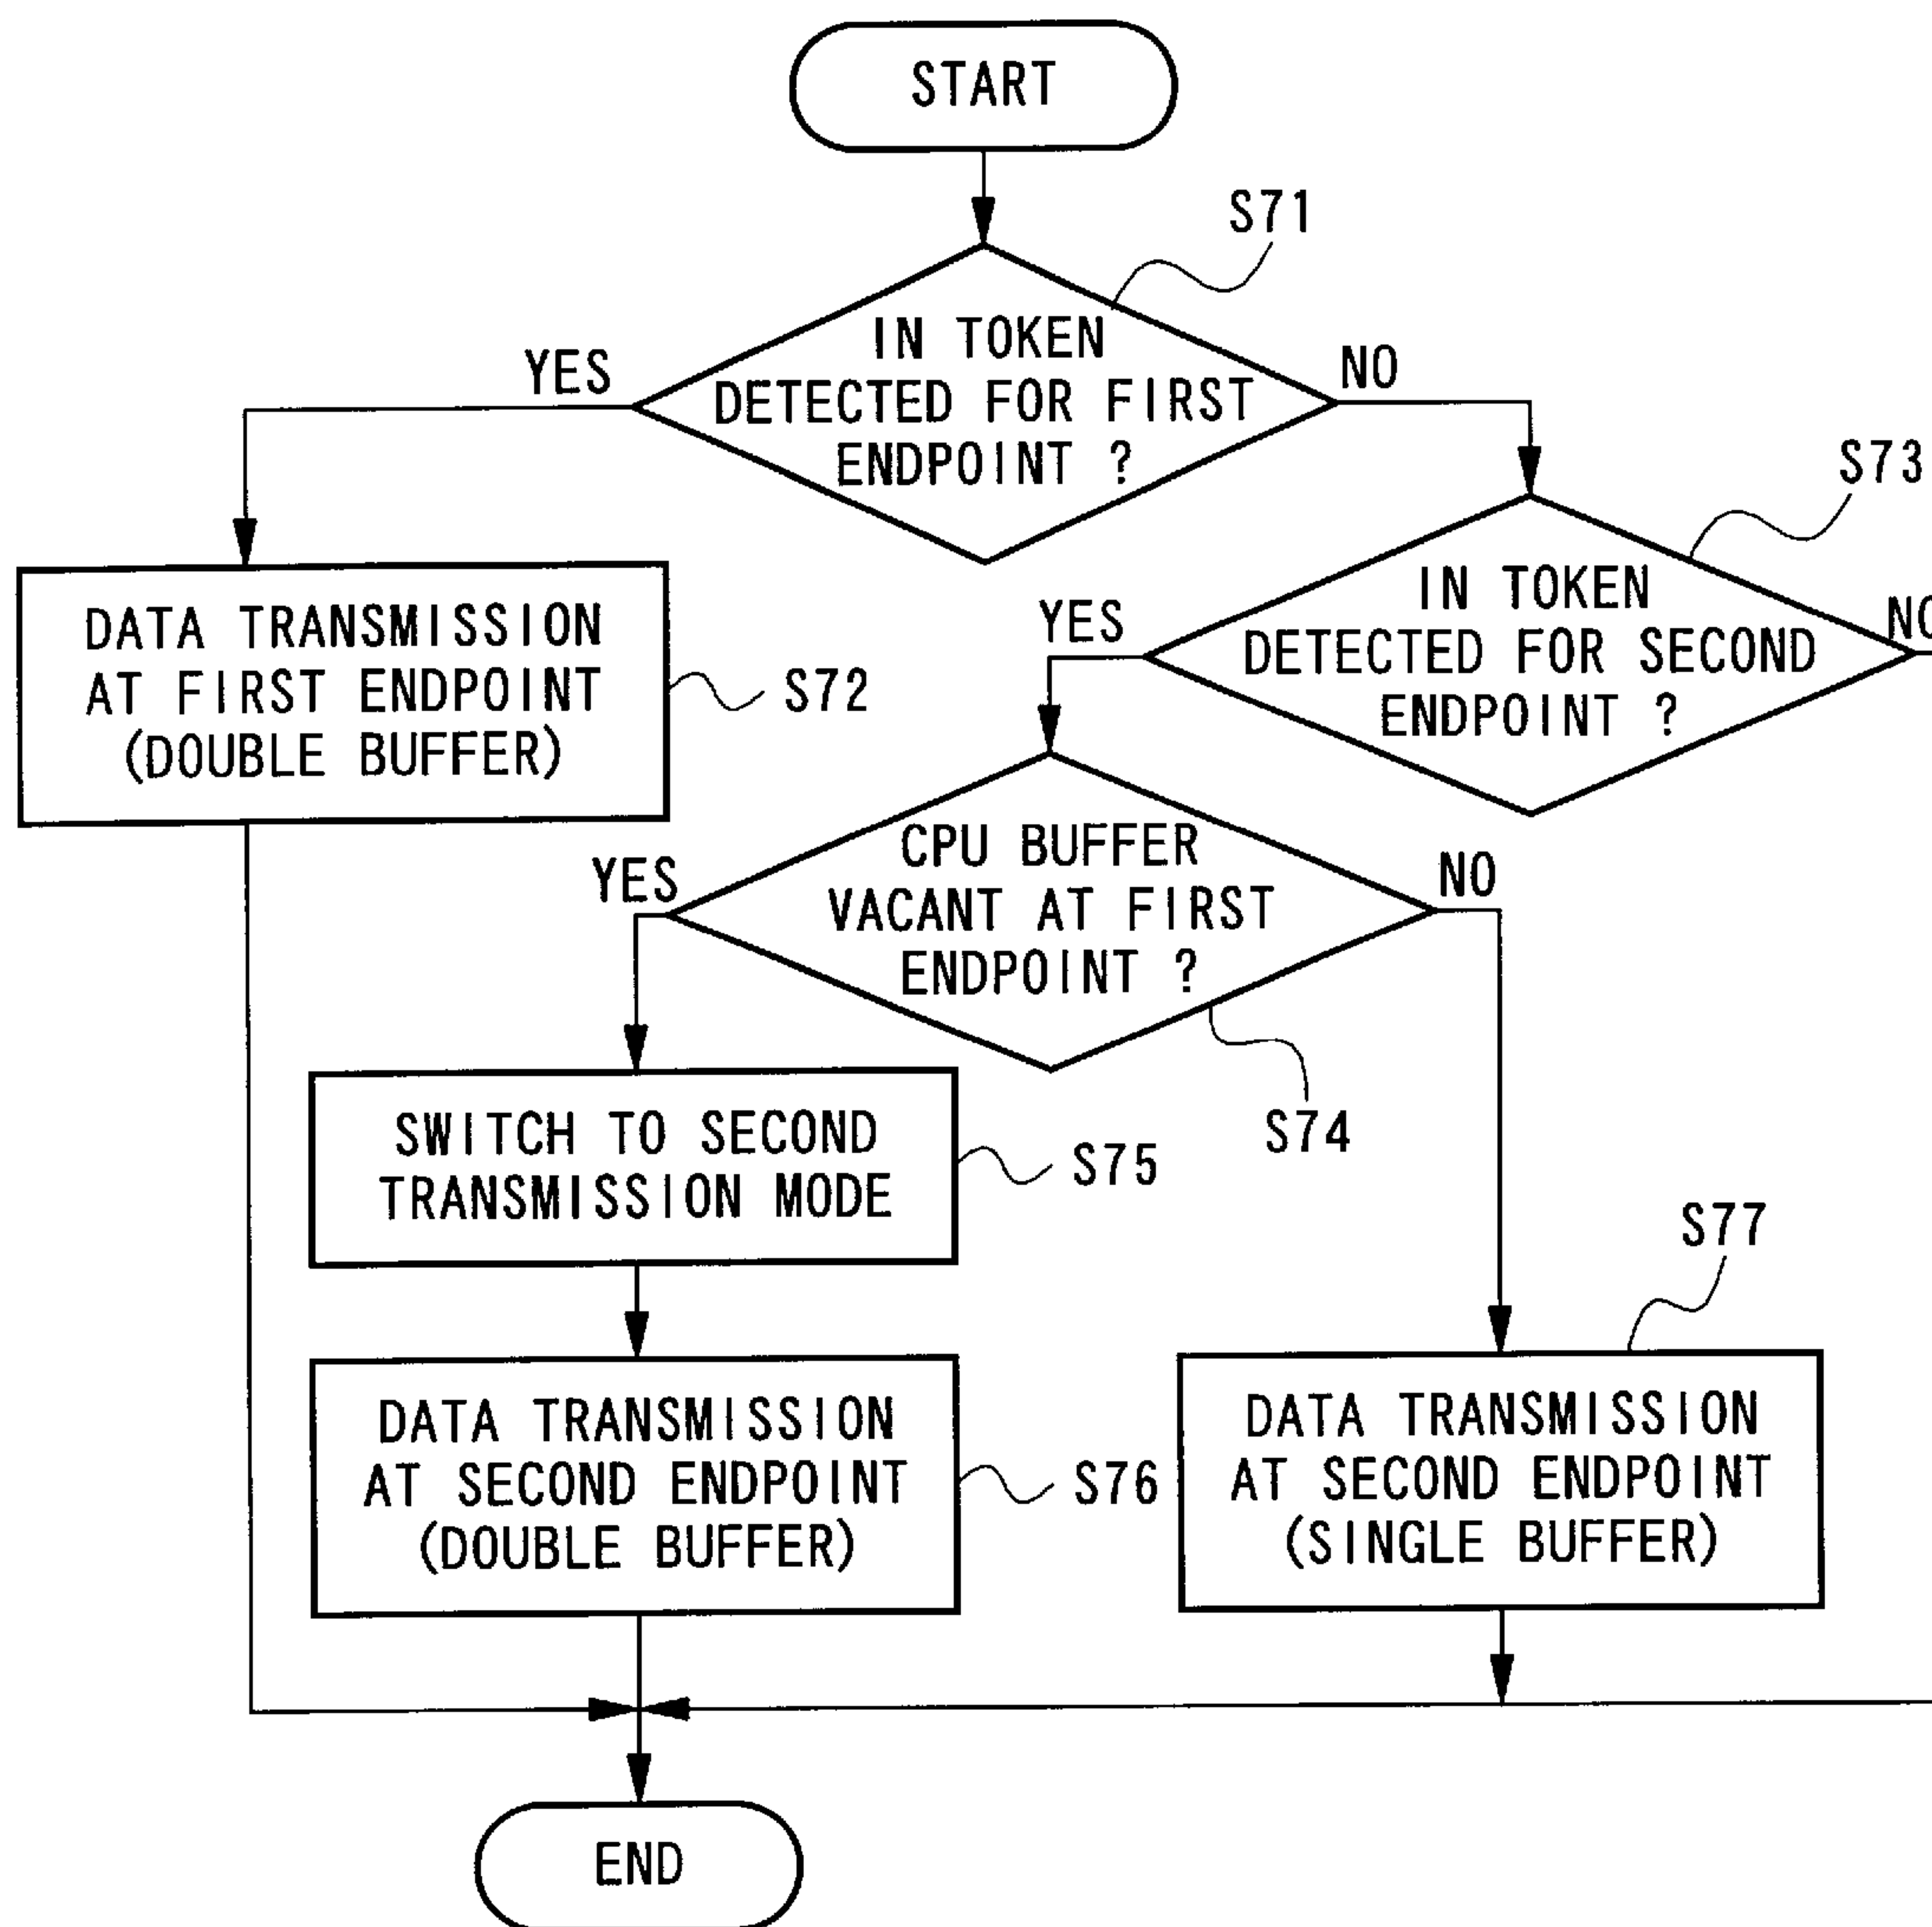 START
S71
IN TOKEN
DETECTED FOR FIRST
ENDPOINT ?
YES
NO
S73
IN TOKEN
DETECTED FOR SECOND
ENDPOINT ?
YES
NO
DATA TRANSMISSION
AT FIRST ENDPOINT
(DOUBLE BUFFER)
S72
CPU BUFFER
VACANT AT FIRST
ENDPOINT ?
YES
NO
S74
SWITCH TO SECOND
TRANSMISSION MODE
S75
S77
DATA TRANSMISSION
AT SECOND ENDPOINT
(DOUBLE BUFFER)
S76
DATA TRANSMISSION
AT SECOND ENDPOINT
(SINGLE BUFFER)
END